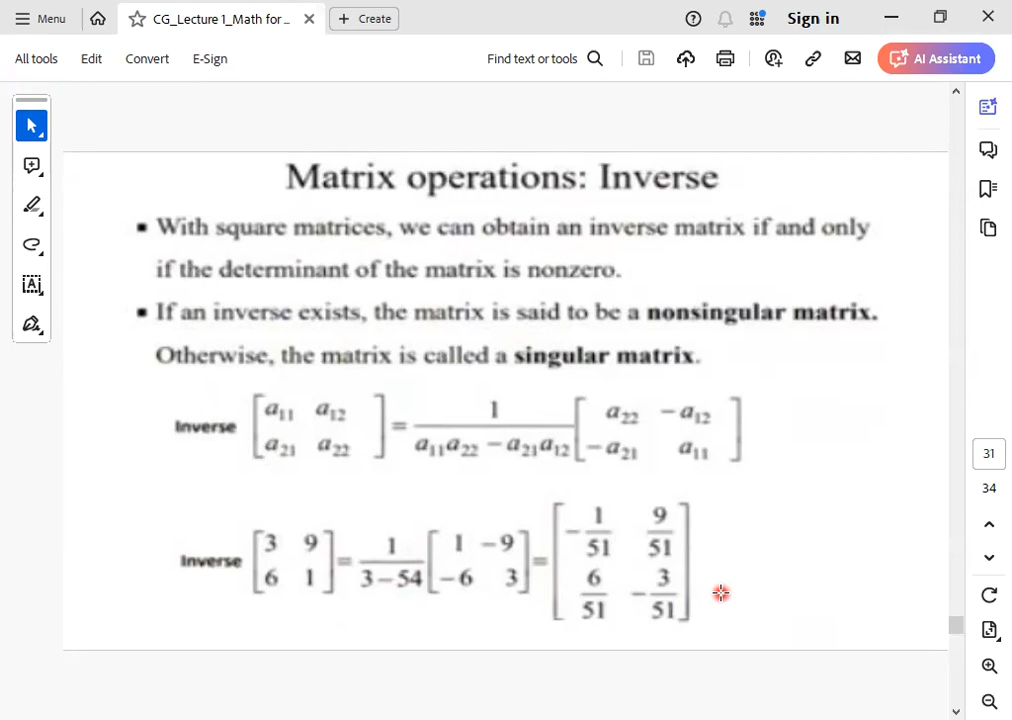 Menu CG_Lecture 1_Math for ... Create Sign in
All tools Edit Convert E-Sign Find text or tools AI Assistant
Matrix operations: Inverse
▪ With square matrices, we can obtain an inverse matrix if and only
if the determinant of the matrix is nonzero.
▪ If an inverse exists, the matrix is said to be a nonsingular matrix.
Otherwise, the matrix is called a singular matrix.
Inverse [a₁₁ a₁₂; a₂₁ a₂₂] = 1/(a₁₁a₂₂ − a₂₁a₁₂) [a₂₂ −a₁₂; −a₂₁ a₁₁]
Inverse [3 9; 6 1] = 1/(3 − 54) [1 −9; −6 3] = [−1/51 9/51; 6/51 −3/51]
31
34